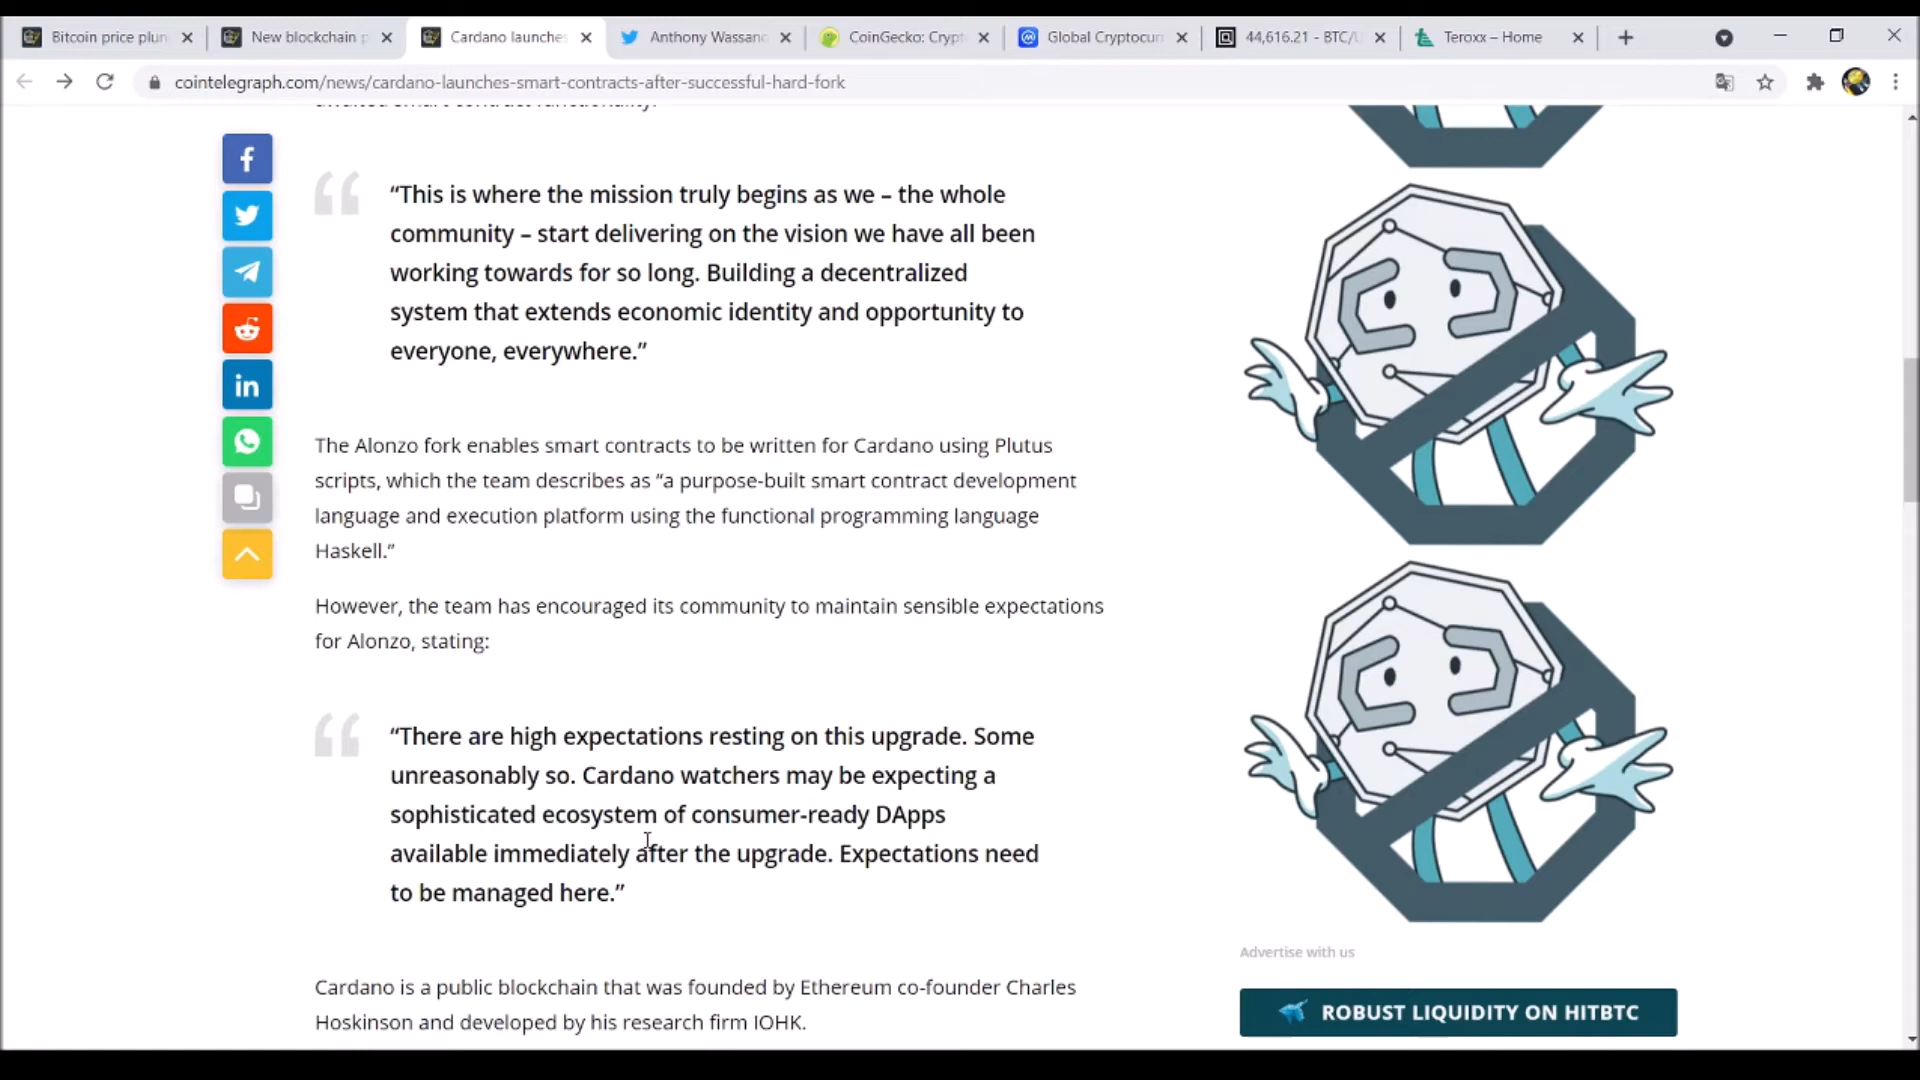 Bitcoin price plun
New blockchain p
Cardano launches
Anthony Wassano
CoinGecko: Crypt
Global Cryptocur
44,616.21 - BTC/U
Teroxx – Home
cointelegraph.com/news/cardano-launches-smart-contracts-after-successful-hard-fork
awaited smart contract functionality.
“This is where the mission truly begins as we – the whole
community – start delivering on the vision we have all been
working towards for so long. Building a decentralized
system that extends economic identity and opportunity to
everyone, everywhere.”
The Alonzo fork enables smart contracts to be written for Cardano using Plutus
scripts, which the team describes as “a purpose-built smart contract development
language and execution platform using the functional programming language
Haskell.”
However, the team has encouraged its community to maintain sensible expectations
for Alonzo, stating:
“There are high expectations resting on this upgrade. Some
unreasonably so. Cardano watchers may be expecting a
sophisticated ecosystem of consumer-ready DApps
available immediately after the upgrade. Expectations need
to be managed here.”
Cardano is a public blockchain that was founded by Ethereum co-founder Charles
Hoskinson and developed by his research firm IOHK.
Advertise with us
ROBUST LIQUIDITY ON HITBTC